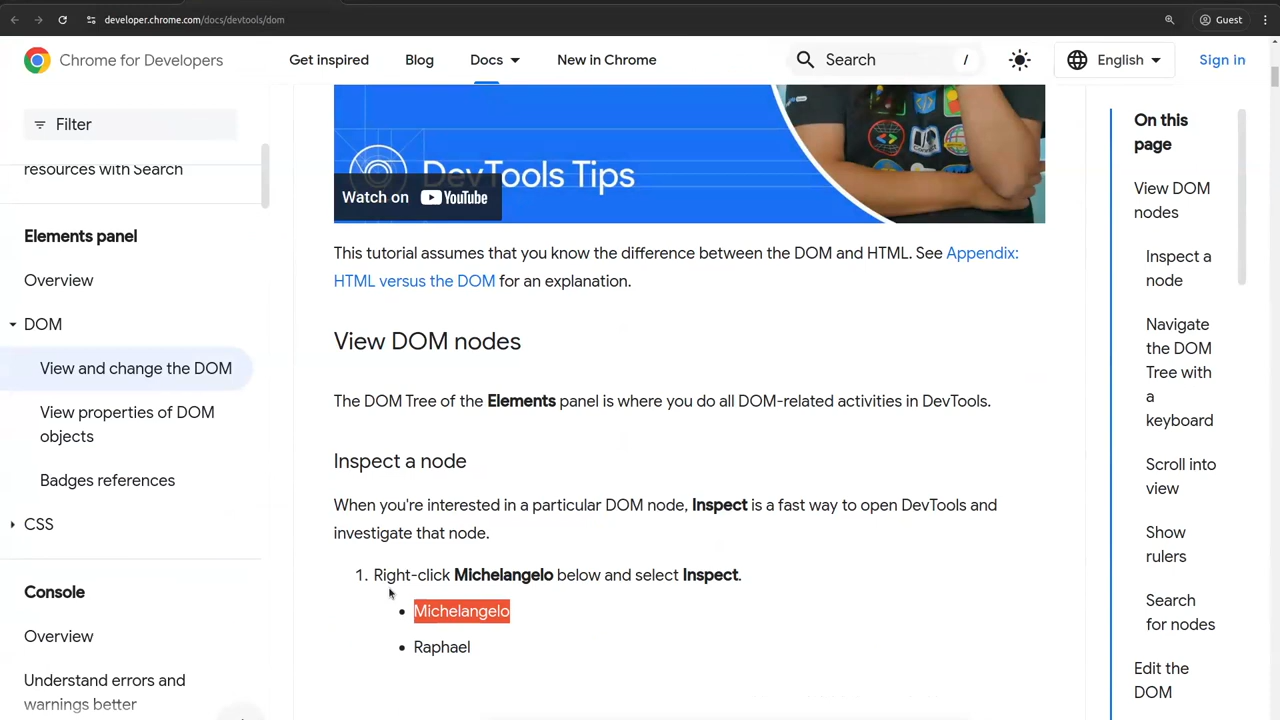 developer.chrome.com/docs/devtools/dom
Guest
Chrome for Developers
Get inspired
Blog
Docs
New in Chrome
Search
/
English
Sign in
Filter
resources with Search
Elements panel
Overview
DOM
View and change the DOM
View properties of DOM
objects
Badges references
CSS
Console
Overview
Understand errors and
warnings better
DevTools Tips
Watch on YouTube
This tutorial assumes that you know the difference between the DOM and HTML. See Appendix:
HTML versus the DOM for an explanation.
View DOM nodes
The DOM Tree of the Elements panel is where you do all DOM-related activities in DevTools.
Inspect a node
When you're interested in a particular DOM node, Inspect is a fast way to open DevTools and
investigate that node.
1. Right-click Michelangelo below and select Inspect.
• Michelangelo
• Raphael
On this
page
View DOM
nodes
Inspect a
node
Navigate
the DOM
Tree with
a
keyboard
Scroll into
view
Show
rulers
Search
for nodes
Edit the
DOM